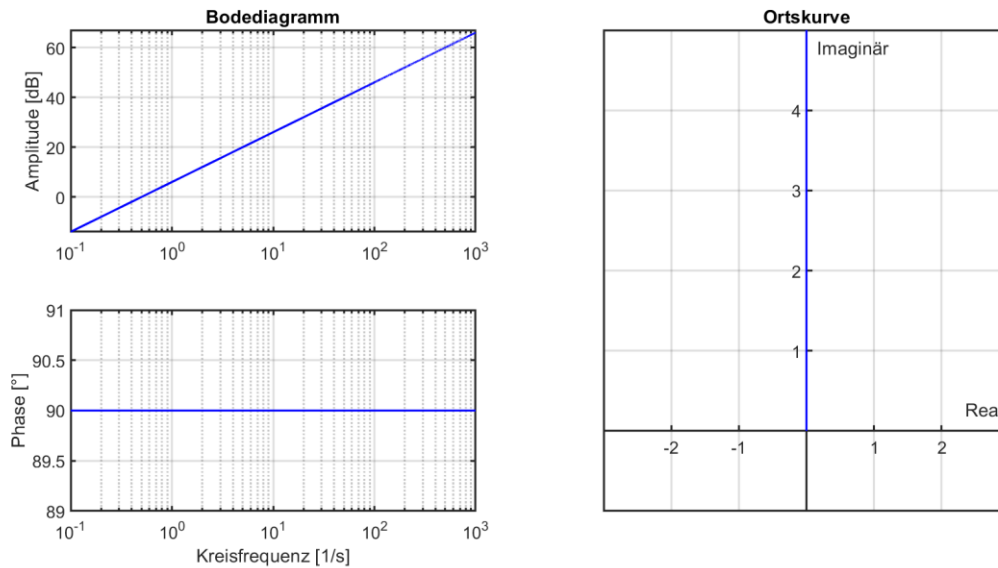 Bodediagramm
Amplitude [dB]
60
40
20
0
10^-1 10^0 10^1 10^2 10^3
Phase [°]
91
90.5
90
89.5
89
10^-1 10^0 10^1 10^2 10^3
Kreisfrequenz [1/s]
Ortskurve
Imaginär
4
3
2
1
Rea
-2 -1 1 2